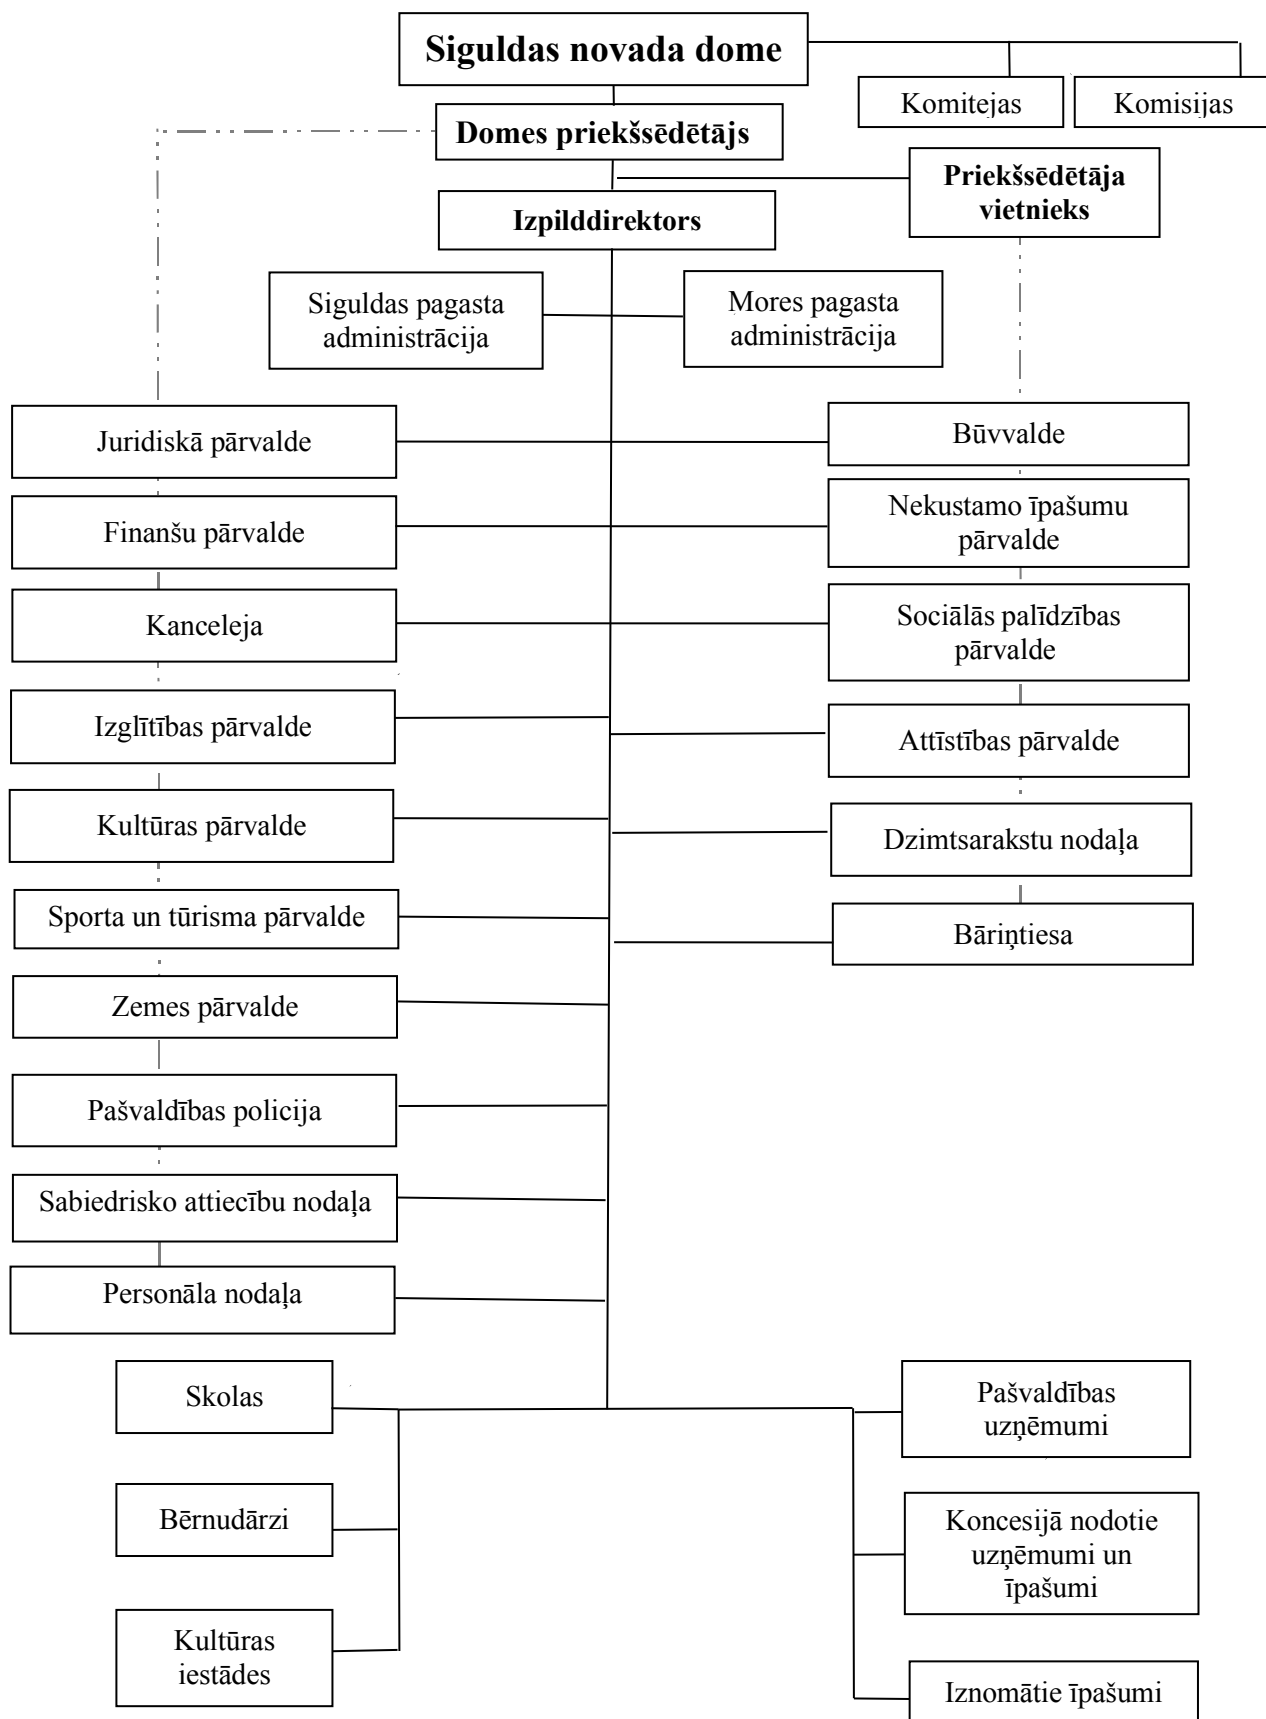 Siguldas novada dome
Komitejas
Komisijas
Domes priekšsēdētājs
Priekšsēdētāja
vietnieks
Izpilddirektors
Siguldas pagasta
administrācija
Mores pagasta
administrācija
Juridiskā pārvalde
Būvvalde
Finanšu pārvalde
Nekustamo īpašumu
pārvalde
Kanceleja
Sociālās palīdzības
pārvalde
Izglītības pārvalde
Attīstības pārvalde
Kultūras pārvalde
Dzimtsarakstu nodaļa
Sporta un tūrisma pārvalde
Bāriņtiesa
Zemes pārvalde
Pašvaldības policija
Sabiedrisko attiecību nodaļa
Personāla nodaļa
Skolas
Pašvaldības
uzņēmumi
Bērnudārzi
Koncesijā nodotie
uzņēmumi un
īpašumi
Kultūras
iestādes
Iznomātie īpašumi